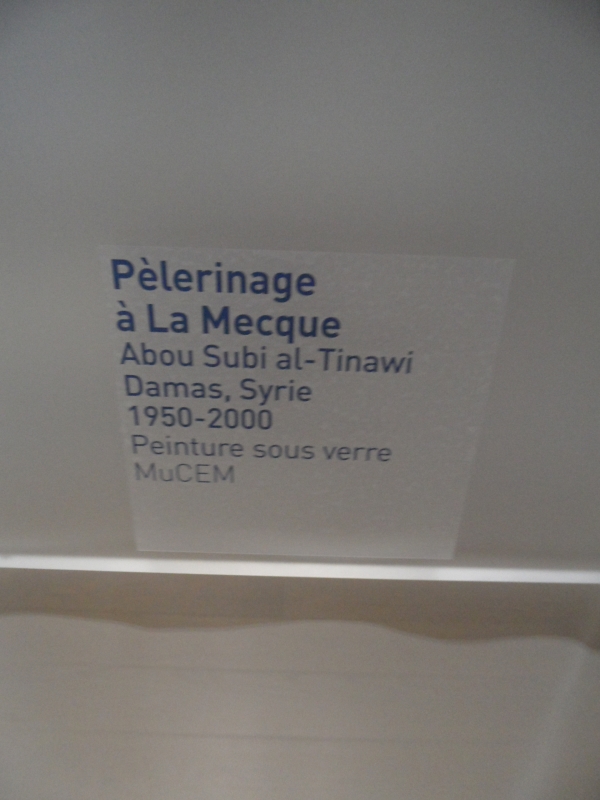 Pèlerinage
à La Mecque
Abou Subi al-Tinawi
Damas, Syrie
1950-2000
Peinture sous verre
MuCEM